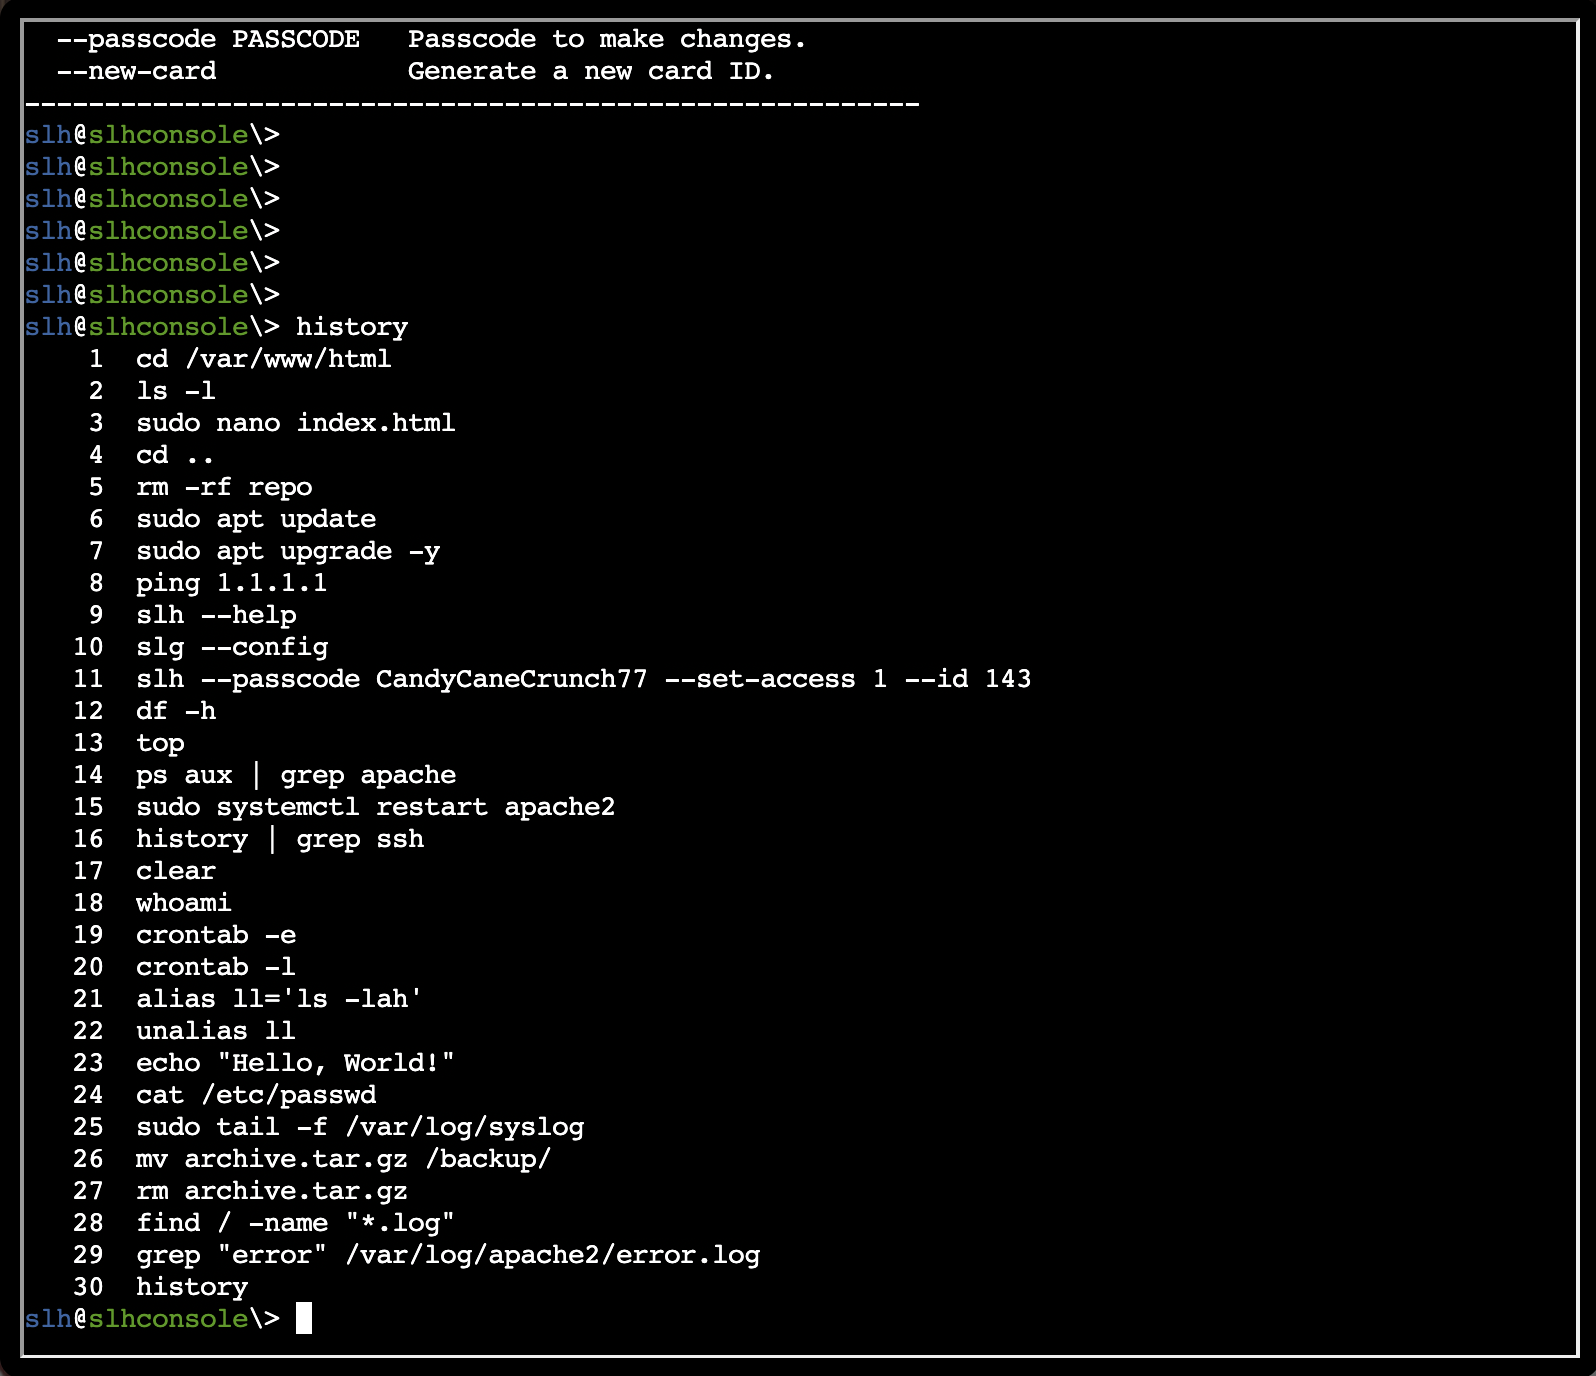 --passcode PASSCODE   Passcode to make changes.
--new-card            Generate a new card ID.
--------------------------------------------------------
slh@slhconsole\>
slh@slhconsole\>
slh@slhconsole\>
slh@slhconsole\>
slh@slhconsole\>
slh@slhconsole\>
slh@slhconsole\> history
1  cd /var/www/html
2  ls -l
3  sudo nano index.html
4  cd ..
5  rm -rf repo
6  sudo apt update
7  sudo apt upgrade -y
8  ping 1.1.1.1
9  slh --help
10  slg --config
11  slh --passcode CandyCaneCrunch77 --set-access 1 --id 143
12  df -h
13  top
14  ps aux | grep apache
15  sudo systemctl restart apache2
16  history | grep ssh
17  clear
18  whoami
19  crontab -e
20  crontab -l
21  alias ll='ls -lah'
22  unalias ll
23  echo "Hello, World!"
24  cat /etc/passwd
25  sudo tail -f /var/log/syslog
26  mv archive.tar.gz /backup/
27  rm archive.tar.gz
28  find / -name "*.log"
29  grep "error" /var/log/apache2/error.log
30  history
slh@slhconsole\>